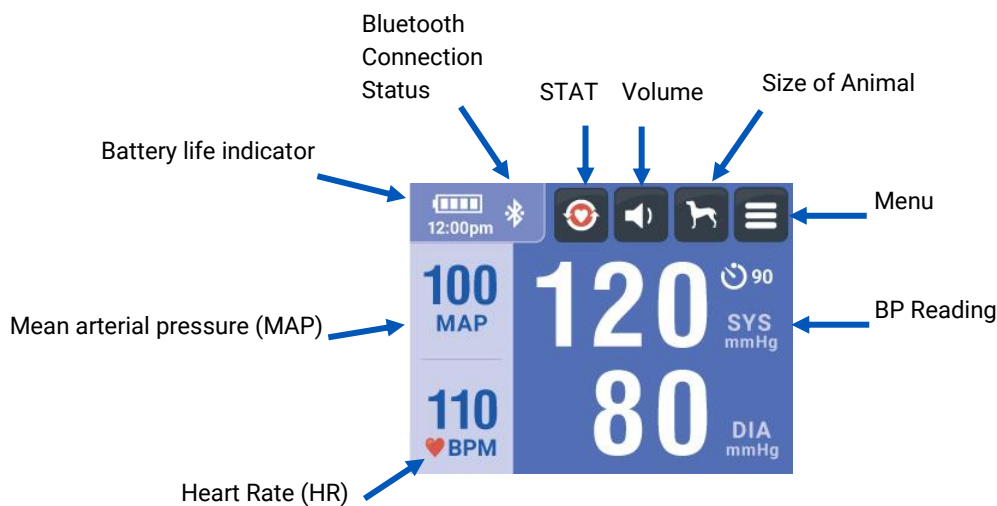 Bluetooth
Connection
Status
STAT
Volume
Size of Animal
Battery life indicator
12:00pm
Menu
100
MAP
120
90
SYS
mmHg
BP Reading
Mean arterial pressure (MAP)
110
BPM
80
DIA
mmHg
Heart Rate (HR)